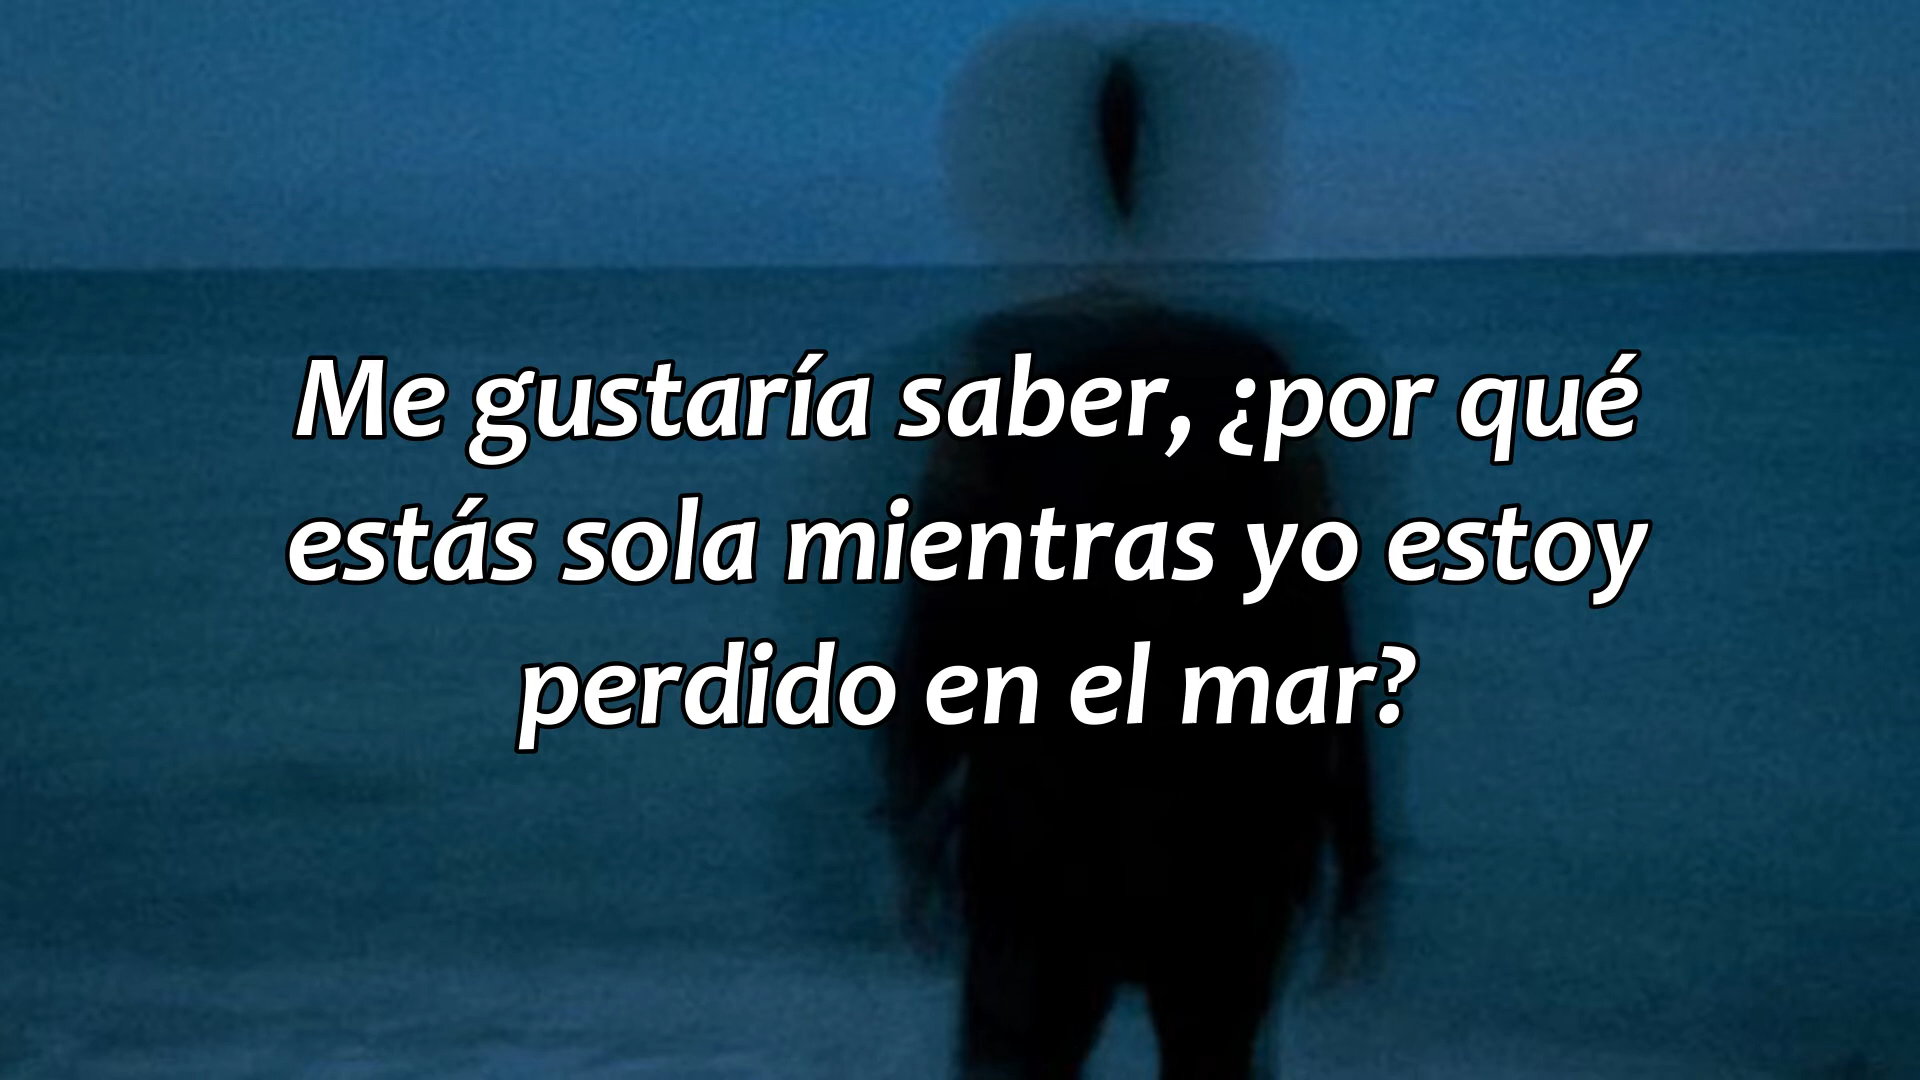 Me gustaría saber, ¿por qué
estás sola mientras yo estoy
perdido en el mar?